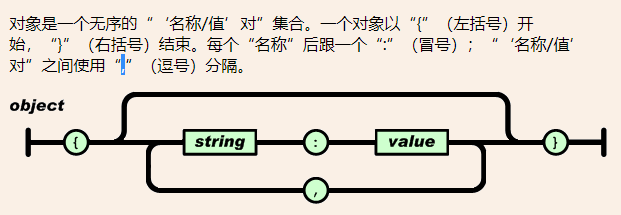 对象是一个无序的“‘名称/值’对”集合。一个对象以“{”（左括号）开
始，“}”（右括号）结束。每个“名称”后跟一个“:”（冒号）；“‘名称/值’
对”之间使用“,”（逗号）分隔。
object
{ string : value }
,